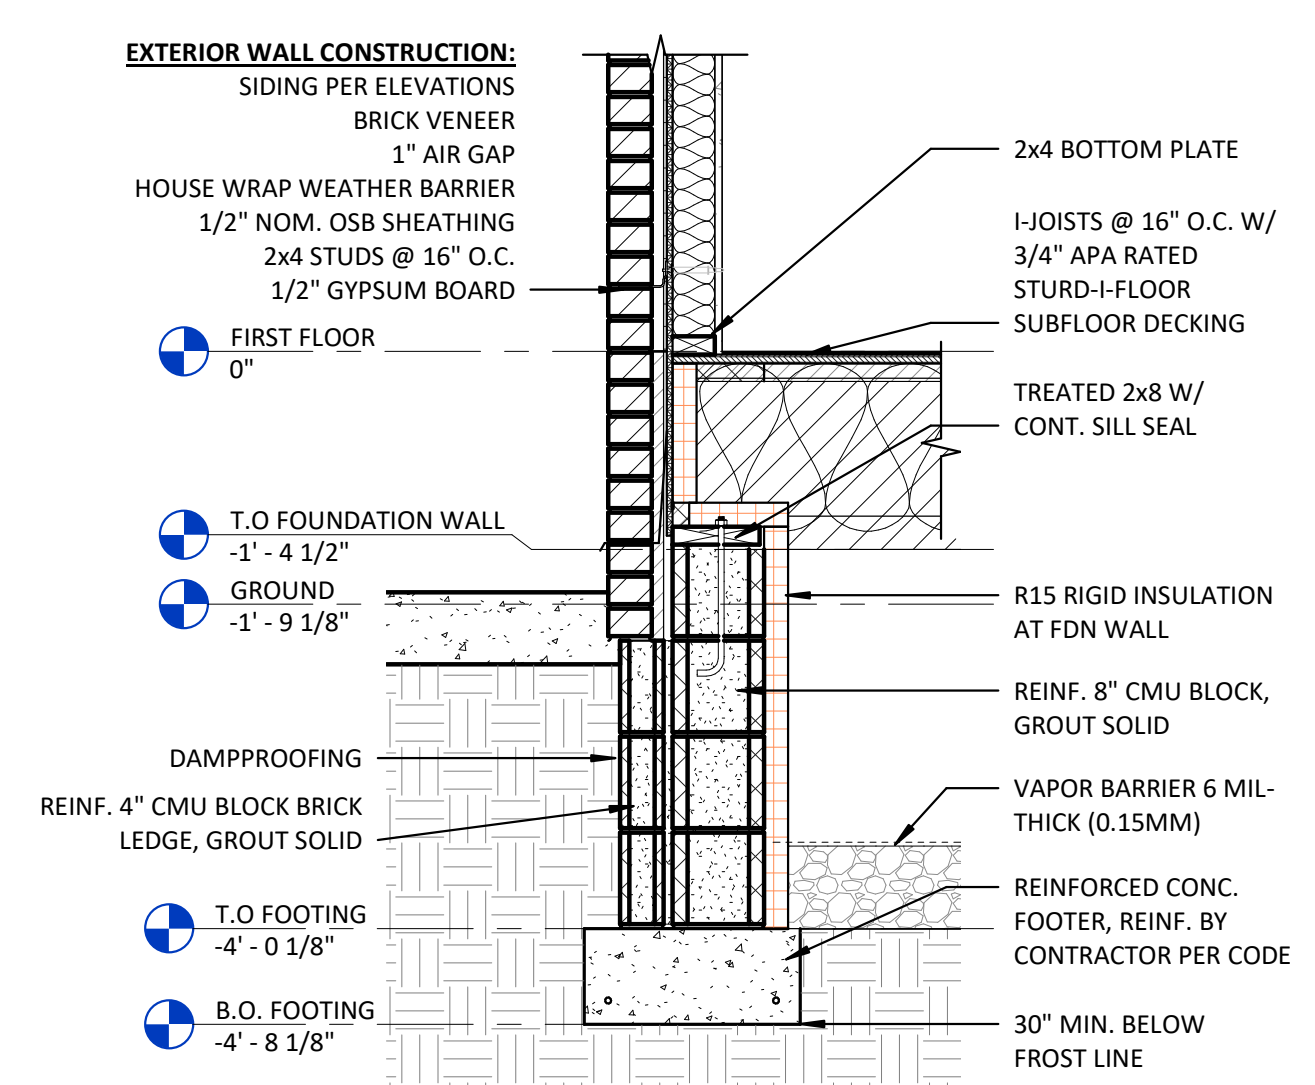 EXTERIOR WALL CONSTRUCTION:
SIDING PER ELEVATIONS
BRICK VENEER
1" AIR GAP
HOUSE WRAP WEATHER BARRIER
1/2" NOM. OSB SHEATHING
2x4 STUDS @ 16" O.C.
1/2" GYPSUM BOARD
FIRST FLOOR
0"
T.O FOUNDATION WALL
-1' - 4 1/2"
GROUND
-1' - 9 1/8"
DAMPPROOFING
REINF. 4" CMU BLOCK BRICK
LEDGE, GROUT SOLID
T.O FOOTING
-4' - 0 1/8"
B.O. FOOTING
-4' - 8 1/8"
2x4 BOTTOM PLATE
I-JOISTS @ 16" O.C. W/
3/4" APA RATED
STURD-I-FLOOR
SUBFLOOR DECKING
TREATED 2x8 W/
CONT. SILL SEAL
R15 RIGID INSULATION
AT FDN WALL
REINF. 8" CMU BLOCK,
GROUT SOLID
VAPOR BARRIER 6 MIL-
THICK (0.15MM)
REINFORCED CONC.
FOOTER, REINF. BY
CONTRACTOR PER CODE
30" MIN. BELOW
FROST LINE